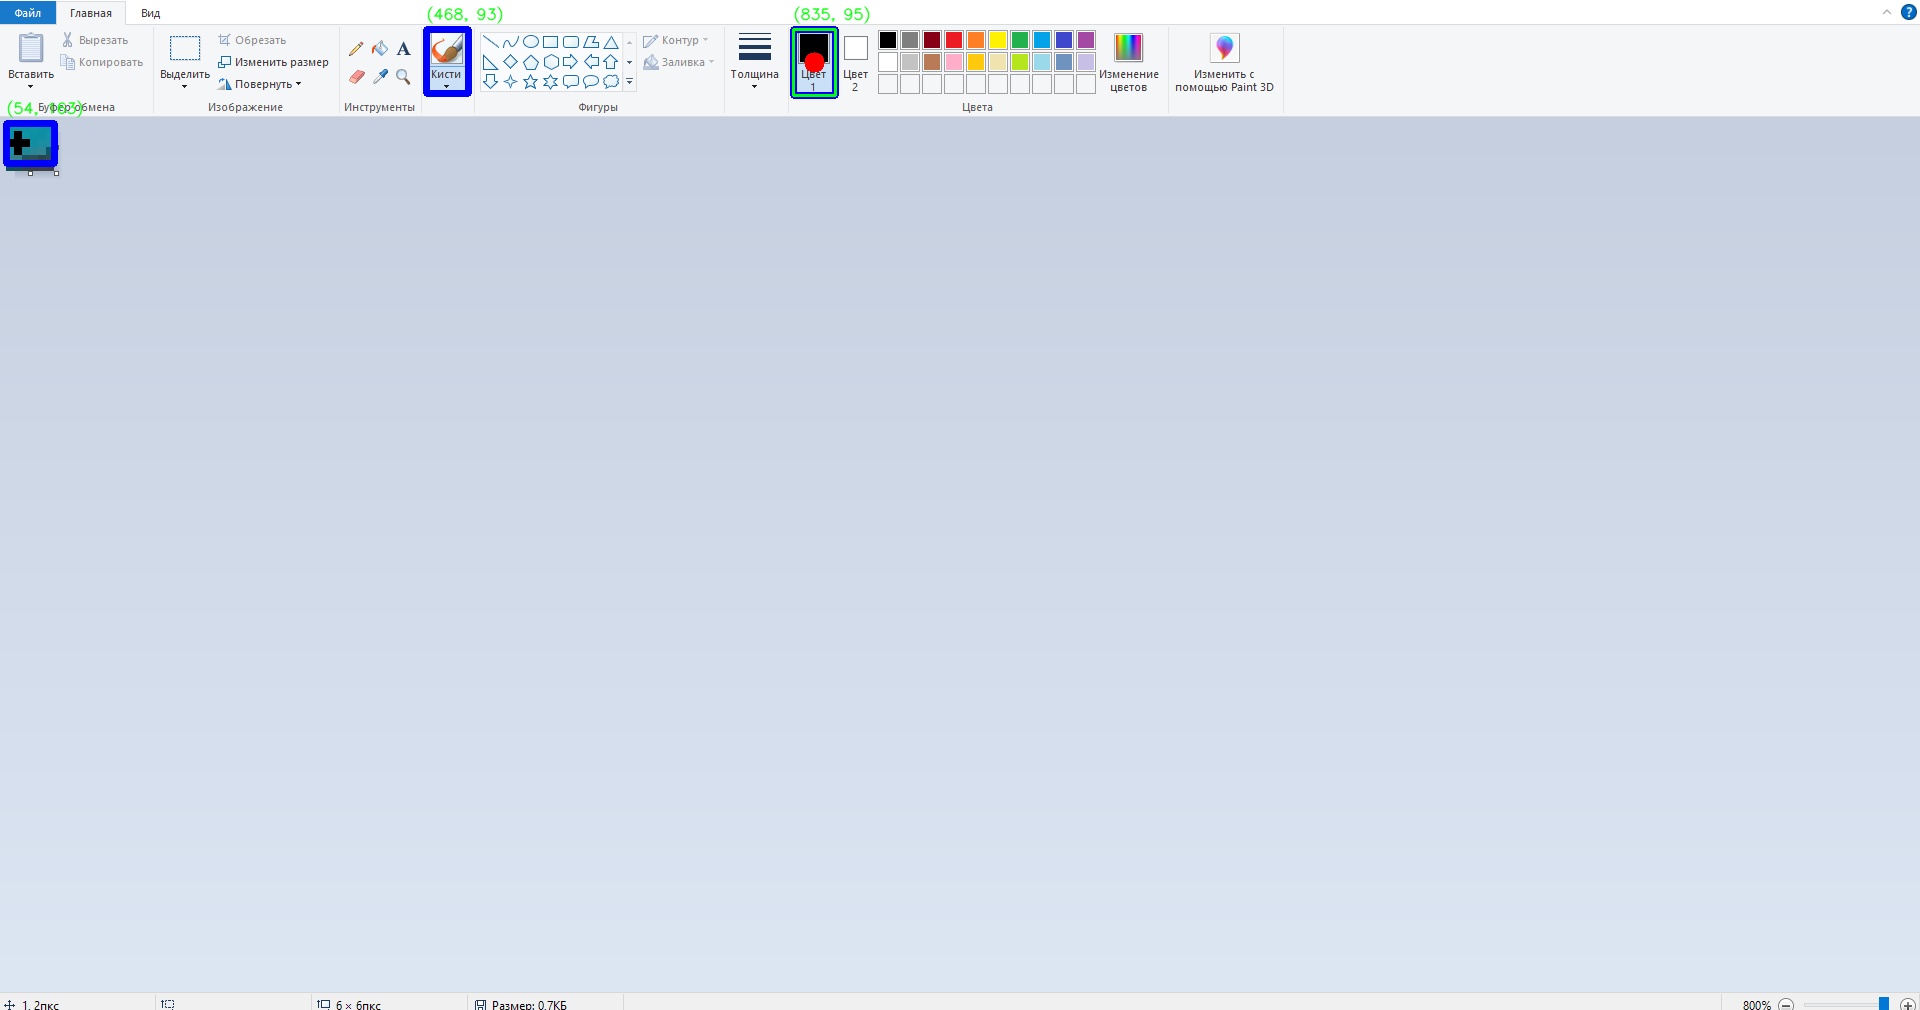 (468, 93)
(835, 95)
Файл Главная Вид
Вставить
Вырезать
Копировать
Буфер обмена
Выделить
Обрезать
Изменить размер
Повернуть
Изображение
A
Инструменты
Кисти
Контур
Заливка
Фигуры
Толщина
Цвет
1
Цвет
2
Изменение
цветов
Цвета
Изменить с
помощью Paint 3D
?
1, 2пкс
6 × 6пкс
Размер: 0,7КБ
800%